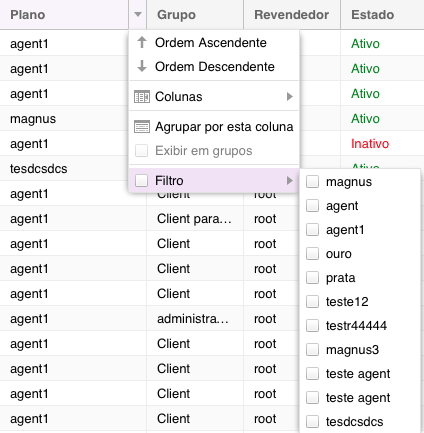 Plano Grupo Revendedor Estado
agent1 Ativo
agent1 Ativo
agent1 Ativo
magnus Ativo
agent1 Inativo
tesdcsdcs Ativo
Ordem Ascendente
Ordem Descendente
Colunas
Agrupar por esta coluna
Exibir em grupos
Filtro
magnus
agent
agent1
ouro
prata
teste12
testr44444
magnus3
teste agent
teste agent
tesdcsdcs
agent1 Client root
agent1 Client para... root
agent1 Client root
agent1 Client root
agent1 Client root
agent1 administra... root
agent1 Client root
agent1 Client root
agent1 Client root
agent1 Client root